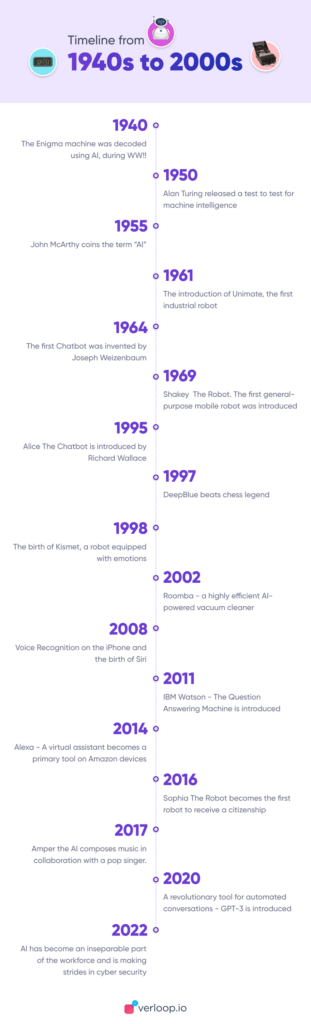 Timeline from
1940s to 2000s
1940
The Enigma machine was decoded
using AI, during WW!!
1950
Alan Turing released a test to test for
machine intelligence
1955
John McArthy coins the term "AI"
1961
The introduction of Unimate, the first
industrial robot
1964
The first Chatbot was invented by
Joseph Weizenbaum
1969
Shakey The Robot. The first general-
purpose mobile robot was introduced
1995
Alice The Chatbot is introduced by
Richard Wallace
1997
DeepBlue beats chess legend
1998
The birth of Kismet, a robot equipped
with emotions
2002
Roomba - a highly efficient AI-
powered vacuum cleaner
2008
Voice Recognition on the iPhone and
the birth of Siri
2011
IBM Watson - The Question
Answering Machine is introduced
2014
Alexa - A virtual assistant becomes a
primary tool on Amazon devices
2016
Sophia The Robot becomes the first
robot to receive a citizenship
2017
Amper the AI composes music in
collaboration with a pop singer.
2020
A revolutionary tool for automated
conversations - GPT-3 is introduced
2022
AI has become an inseparable part
of the workforce and is making
strides in cyber security
verloop.io